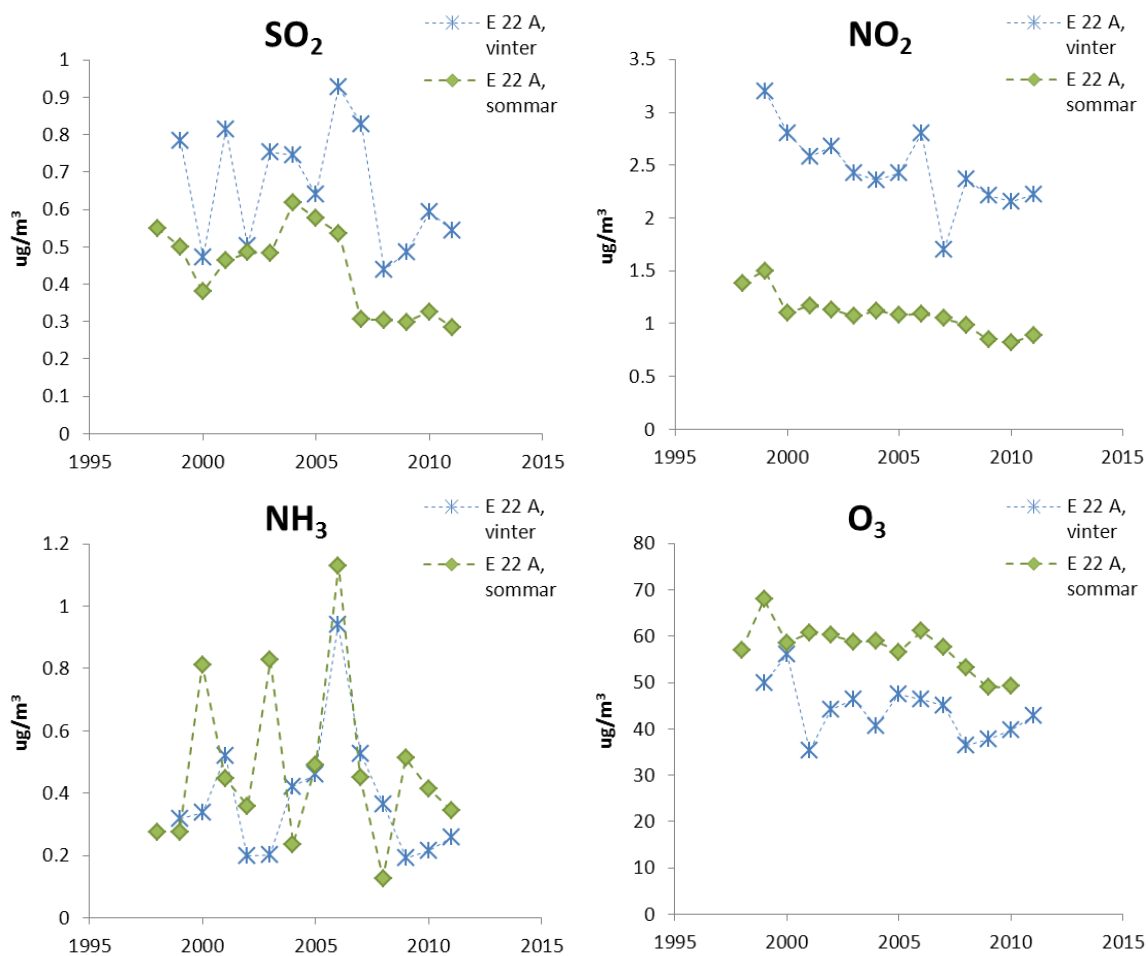 SO₂
E 22 A,
vinter
E 22 A,
sommar
ug/m³
1
0.9
0.8
0.7
0.6
0.5
0.4
0.3
0.2
0.1
0
1995 2000 2005 2010 2015
NO₂
E 22 A,
vinter
E 22 A,
sommar
ug/m³
3.5
3
2.5
2
1.5
1
0.5
0
1995 2000 2005 2010 2015
NH₃
E 22 A,
vinter
E 22 A,
sommar
ug/m³
1.2
1
0.8
0.6
0.4
0.2
0
1995 2000 2005 2010 2015
O₃
E 22 A,
vinter
E 22 A,
sommar
ug/m³
80
70
60
50
40
30
20
10
0
1995 2000 2005 2010 2015